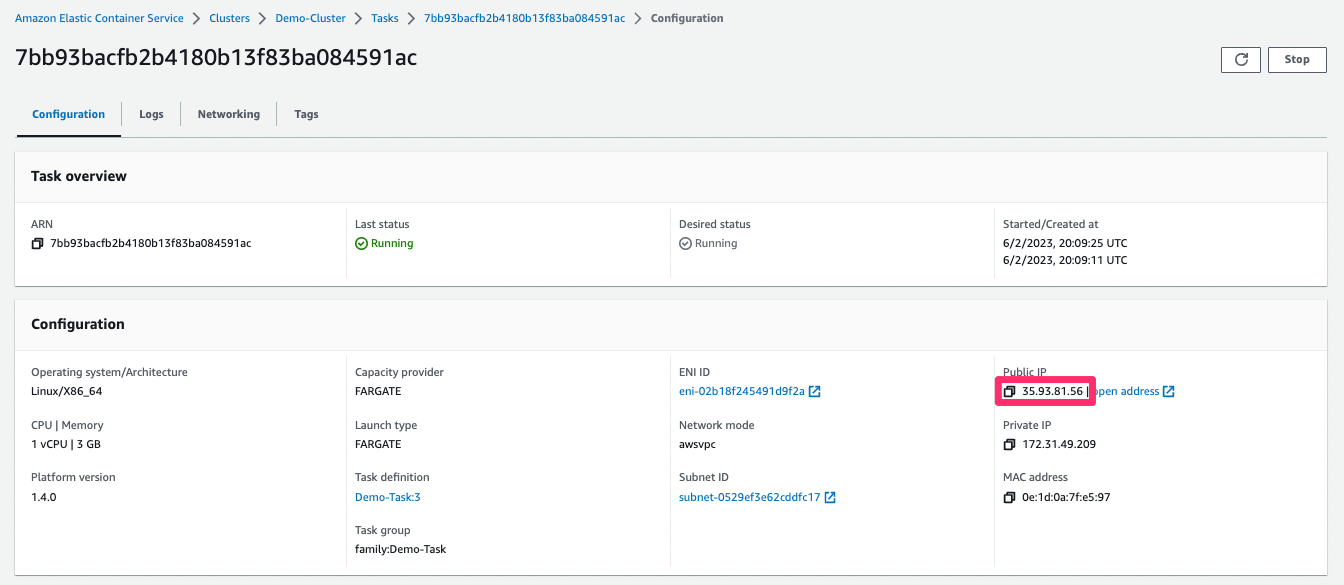 Amazon Elastic Container Service > Clusters > Demo-Cluster > Tasks > 7bb93bacfb2b4180b13f83ba084591ac > Configuration
7bb93bacfb2b4180b13f83ba084591ac
Stop
Configuration
Logs
Networking
Tags
Task overview
ARN
7bb93bacfb2b4180b13f83ba084591ac
Last status
Running
Desired status
Running
Started/Created at
6/2/2023, 20:09:25 UTC
6/2/2023, 20:09:11 UTC
Configuration
Operating system/Architecture
Linux/X86_64
CPU | Memory
1 vCPU | 3 GB
Platform version
1.4.0
Capacity provider
FARGATE
Launch type
FARGATE
Task definition
Demo-Task:3
Task group
family:Demo-Task
ENI ID
eni-02b18f245491d9f2a
Network mode
awsvpc
Subnet ID
subnet-0529ef3e62cddfc17
Public IP
35.93.81.56 | open address
Private IP
172.31.49.209
MAC address
0e:1d:0a:7f:e5:97